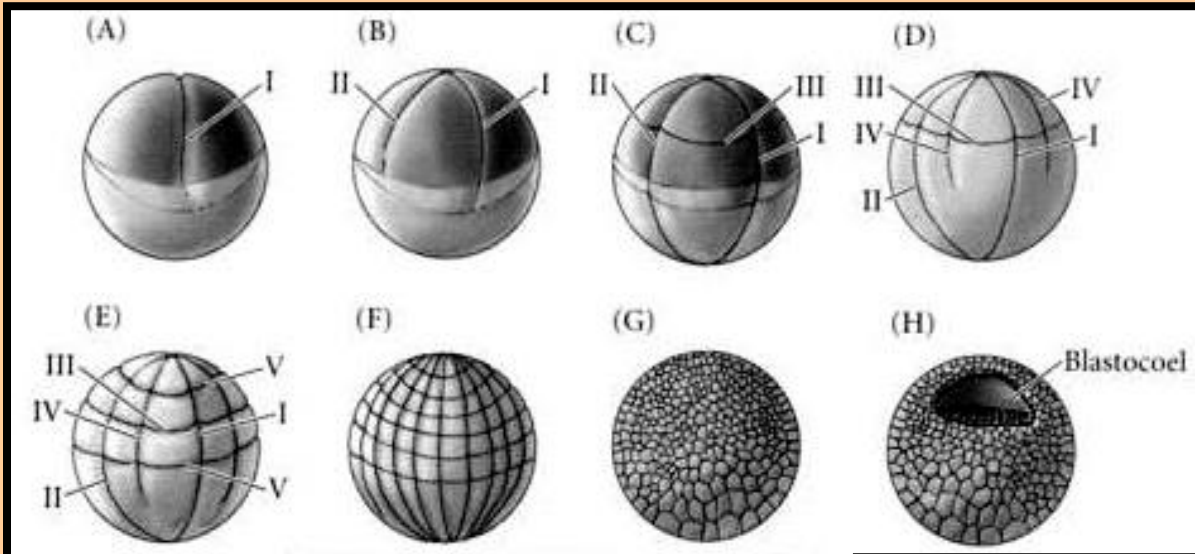 (A)
I
(B)
II
I
(C)
II
III
I
(D)
III
IV
IV
I
II
(E)
III
V
IV
I
II
V
(F)
(G)
(H)
Blastocoel